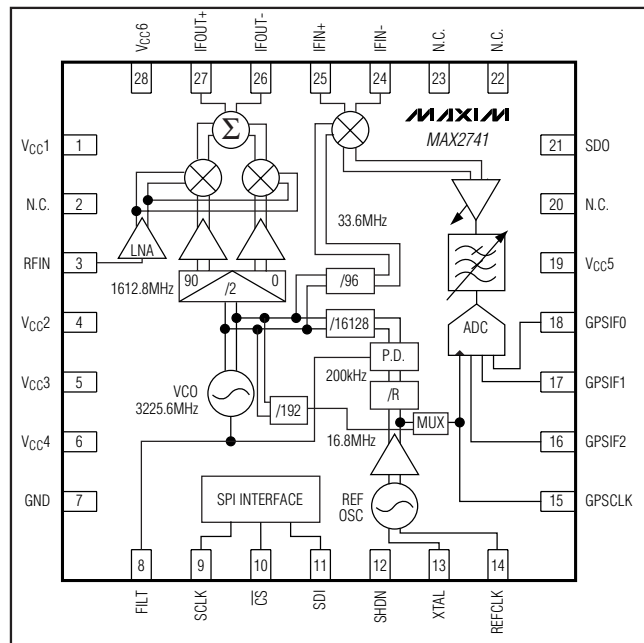 VCC6
IFOUT+
IFOUT-
IFIN+
IFIN-
N.C.
N.C.
28
27
26
25
24
23
22
MAXIM
MAX2741
Σ
VCC1
1
N.C.
2
RFIN
3
VCC2
4
VCC3
5
VCC4
6
GND
7
LNA
1612.8MHz
90
/2
0
33.6MHz
/96
/16128
P.D.
200kHz
/R
VCO
3225.6MHz
/192
16.8MHz
MUX
ADC
REF
OSC
SPI INTERFACE
21
SDO
20
N.C.
19
VCC5
18
GPSIF0
17
GPSIF1
16
GPSIF2
15
GPSCLK
8
9
10
11
12
13
14
FILT
SCLK
C̅S̅
SDI
SHDN
XTAL
REFCLK